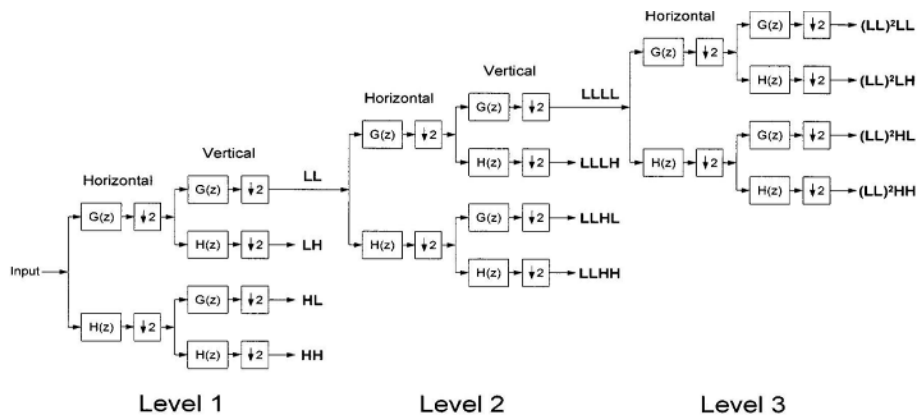 Horizontal
G(z) ↓2 (LL)²LL
Vertical
G(z) ↓2
H(z) ↓2 (LL)²LH
Horizontal
LLLL
G(z) ↓2
G(z) ↓2
H(z) ↓2 (LL)²HL
Vertical
H(z) ↓2 LLLH
H(z) ↓2
Horizontal
LL
H(z) ↓2 (LL)²HH
G(z) ↓2
G(z) ↓2
G(z) ↓2 LLHL
H(z) ↓2 LH
H(z) ↓2
Input
H(z) ↓2 LLHH
G(z) ↓2 HL
H(z) ↓2
H(z) ↓2 HH
Level 1 Level 2 Level 3